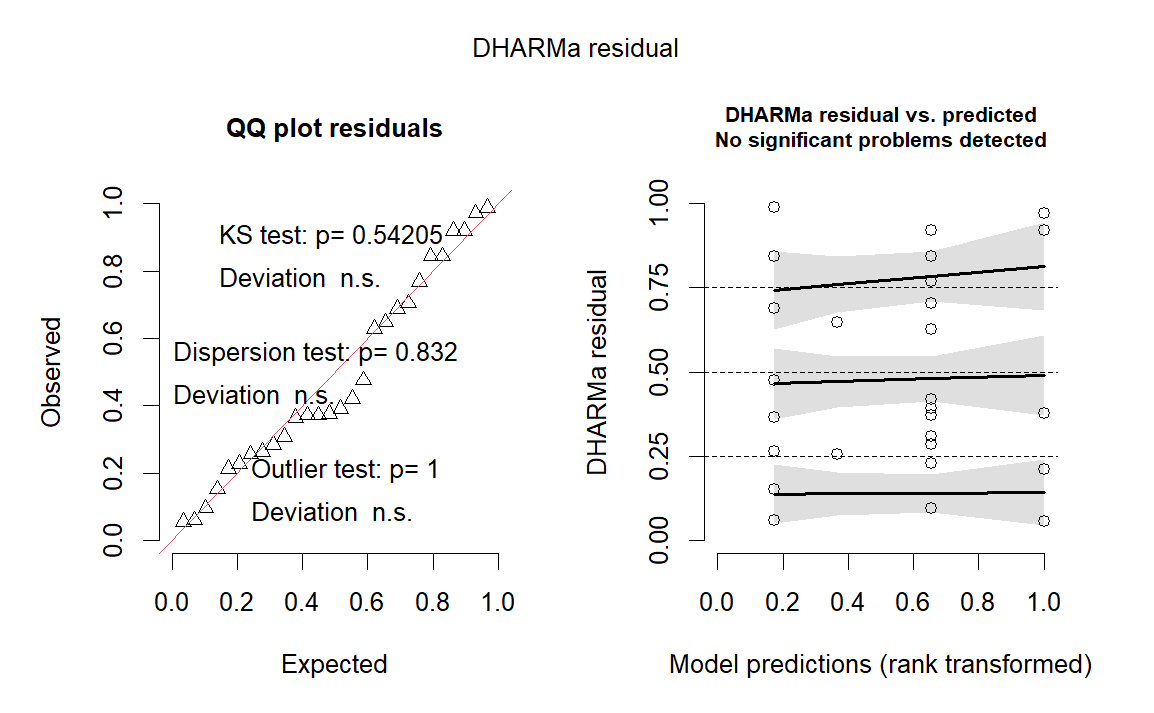 DHARMa residual
QQ plot residuals
KS test: p= 0.54205
Deviation  n.s.
Dispersion test: p= 0.832
Deviation  n.s.
Outlier test: p= 1
Deviation  n.s.
Observed
0.0 0.2 0.4 0.6 0.8 1.0
0.0 0.2 0.4 0.6 0.8 1.0
Expected
DHARMa residual vs. predicted
No significant problems detected
DHARMa residual
0.00 0.25 0.50 0.75 1.00
0.0 0.2 0.4 0.6 0.8 1.0
Model predictions (rank transformed)